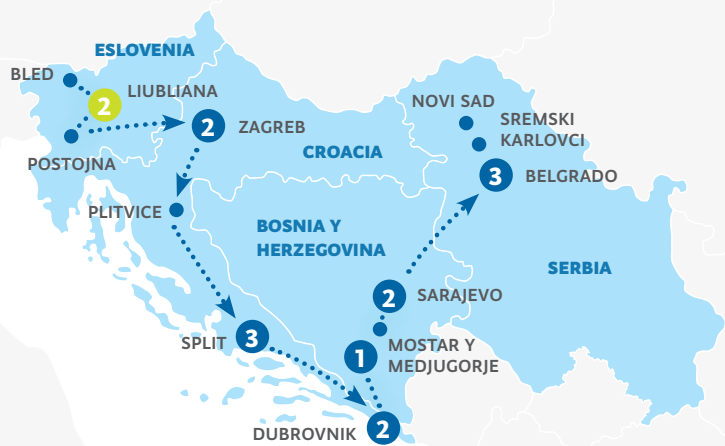 ESLOVENIA
BLED
2
LIUBLIANA
POSTOJNA
2
ZAGREB
CROACIA
NOVI SAD
SREMSKI
KARLOVCI
3
BELGRADO
PLITVICE
BOSNIA Y
HERZEGOVINA
SERBIA
2
SARAJEVO
3
SPLIT
1
MOSTAR Y
MEDJUGORJE
2
DUBROVNIK